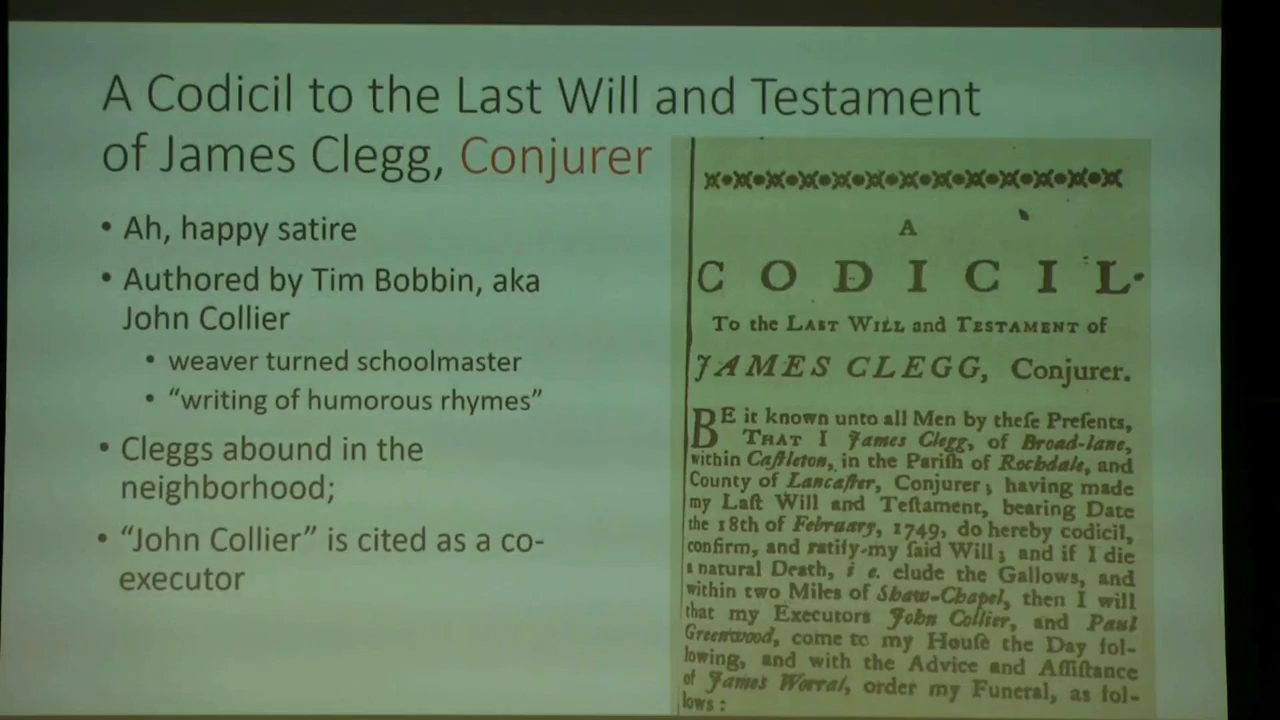 A Codicil to the Last Will and Testament
of James Clegg, Conjurer
• Ah, happy satire
• Authored by Tim Bobbin, aka
John Collier
• weaver turned schoolmaster
• “writing of humorous rhymes”
• Cleggs abound in the
neighborhood;
• “John Collier” is cited as a co-
executor
A
CODICIL.
To the LAST WILL and TESTAMENT of
JAMES CLEGG, Conjurer.
BE it known unto all Men by theſe Preſents,
THAT I James Clegg, of Broad-lane,
within Caſtleton, in the Pariſh of Rochdale, and
County of Lancaſter, Conjurer; having made
my Laſt Will and Teſtament, bearing Date
the 18th of February, 1749, do hereby codicil,
confirm, and ratify my ſaid Will; and if I die
a natural Death, i e. elude the Gallows, and
within two Miles of Shaw-Chapel, then I will
that my Executors John Collier, and Paul
Greenwood, come to my Houſe the Day fol-
lowing, and with the Advice and Aſſiſtance
of James Worral, order my Funeral, as fol-
lows: